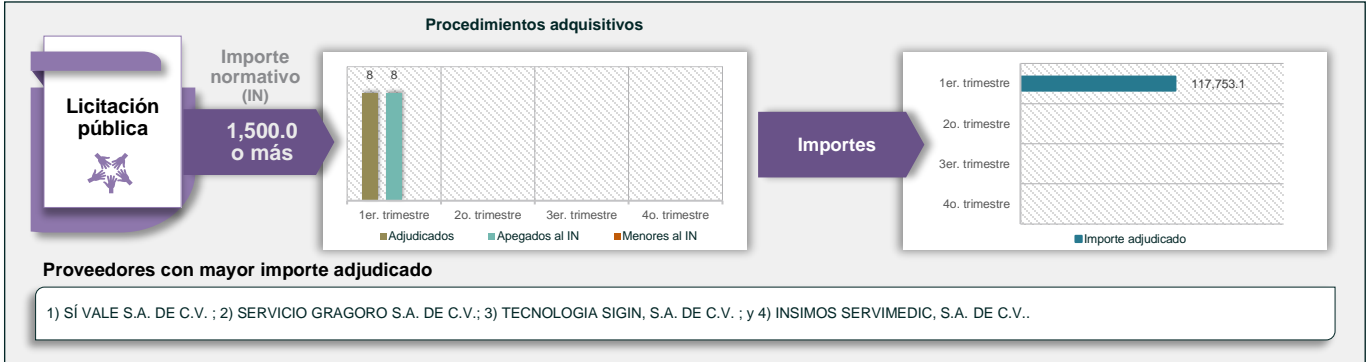 Procedimientos adquisitivos
Licitación
pública
Importe
normativo
(IN)
1,500.0
o más
8 8
1er. trimestre 2o. trimestre 3er. trimestre 4o. trimestre
Adjudicados Apegados al IN Menores al IN
Importes
1er. trimestre 117,753.1
2o. trimestre
3er. trimestre
4o. trimestre
Importe adjudicado
Proveedores con mayor importe adjudicado
1) SÍ VALE S.A. DE C.V. ; 2) SERVICIO GRAGORO S.A. DE C.V.; 3) TECNOLOGIA SIGIN, S.A. DE C.V. ; y 4) INSIMOS SERVIMEDIC, S.A. DE C.V..